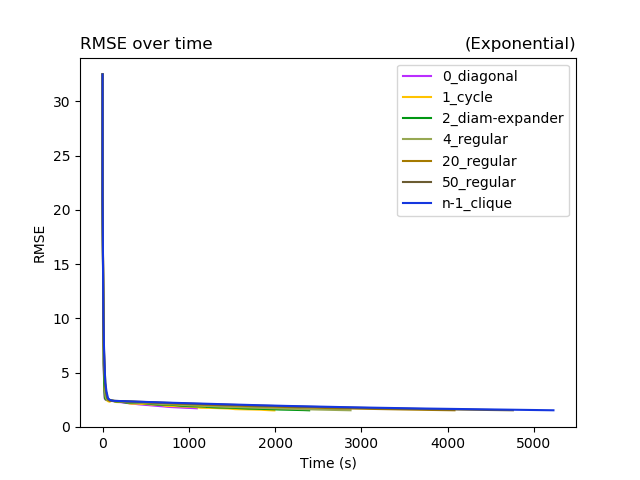 RMSE over time (Exponential)
0_diagonal
1_cycle
2_diam-expander
4_regular
20_regular
50_regular
n-1_clique
RMSE
30
25
20
15
10
5
0
0 1000 2000 3000 4000 5000
Time (s)